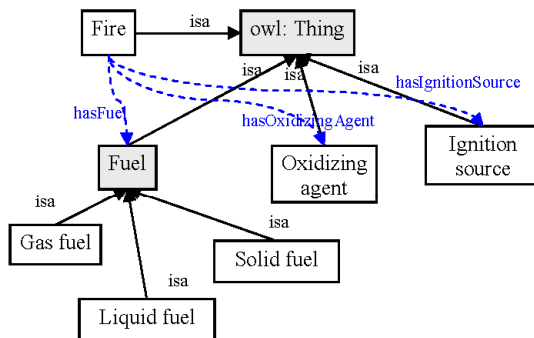 Fire
isa
owl: Thing
isa
isa
isa
hasIgnitionSource
hasFuel
hasOxidizingAgent
Fuel
Oxidizing
agent
Ignition
source
isa
Gas fuel
isa
Solid fuel
isa
Liquid fuel